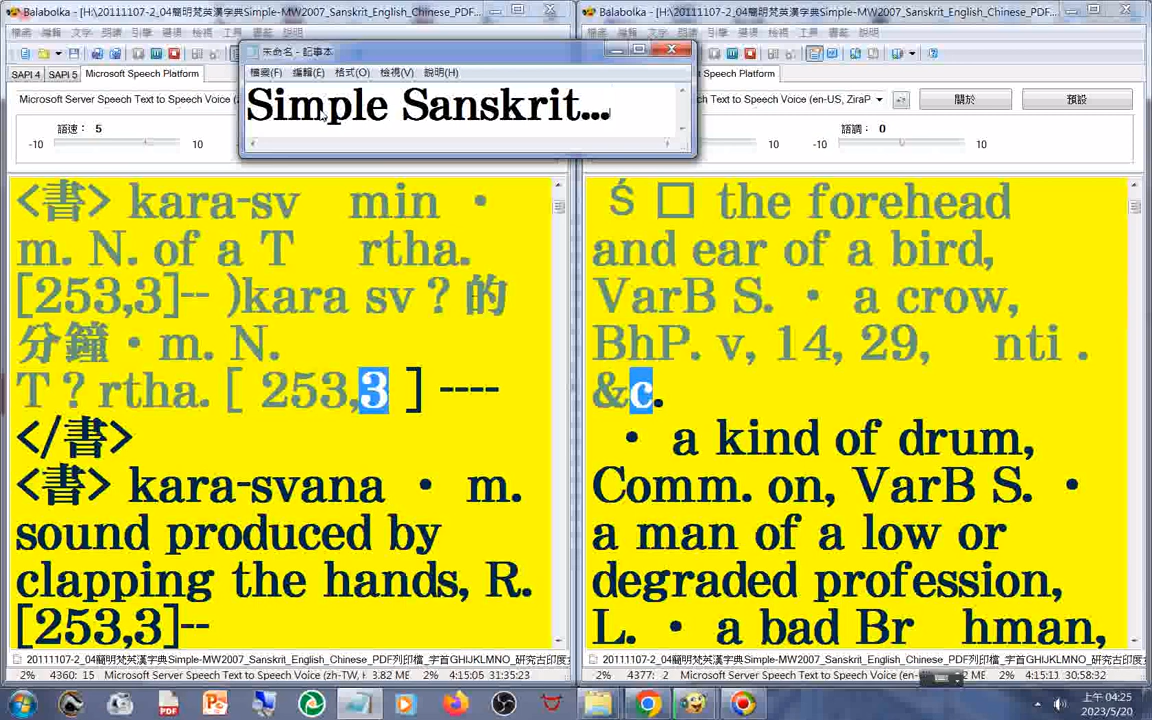 Balabolka - [H:\20111107-2_04簡明梵英漢字典Simple-MW2007_Sanskrit_English_Chinese_PDF...
Balabolka - [H:\20111107-2_04簡明梵英漢字典Simple-MW2007_Sanskrit_English_Chinese_PDF...
未命名 - 記事本
檔案(F) 編輯(E) 格式(O) 檢視(V) 說明(H)
Simple Sanskrit...
SAPI 4 SAPI 5 Microsoft Speech Platform
t Speech Platform
Microsoft Server Speech Text to Speech Voice (z
rch Text to Speech Voice (en-US, ZiraP
關於 預設
語速： 5
-10 10
10
語調： 0
-10 10
<書> kara-sv min •
m. N. of a T rtha.
[253,3]-- )kara sv ? 的
分鐘 • m. N.
T ? rtha. [ 253,3 ] ----
</書>
<書> kara-svana • m.
sound produced by
clapping the hands, R.
[253,3]--
Ś □ the forehead
and ear of a bird,
VarB S. • a crow,
BhP. v, 14, 29, nti .
&c.
• a kind of drum,
Comm. on, VarB S. •
a man of a low or
degraded profession,
L. • a bad Br hman,
20111107-2_04簡明梵英漢字典Simple-MW2007_Sanskrit_English_Chinese_PDF列印檔_字首GHIJKLMNO_研究古印度
20111107-2_04簡明梵英漢字典Simple-MW2007_Sanskrit_English_Chinese_PDF列印檔_字首GHIJKLMNO_研究古印度
2% 4360: 15 Microsoft Server Speech Text to Speech Voice (zh-TW, H 3.82 MB 4:15:05 31:35:23
2% 4377: 2 Microsoft Server Speech Text to Speech Voice (en- 4:15:11 30:58:32
上午 04:25
2023/5/20